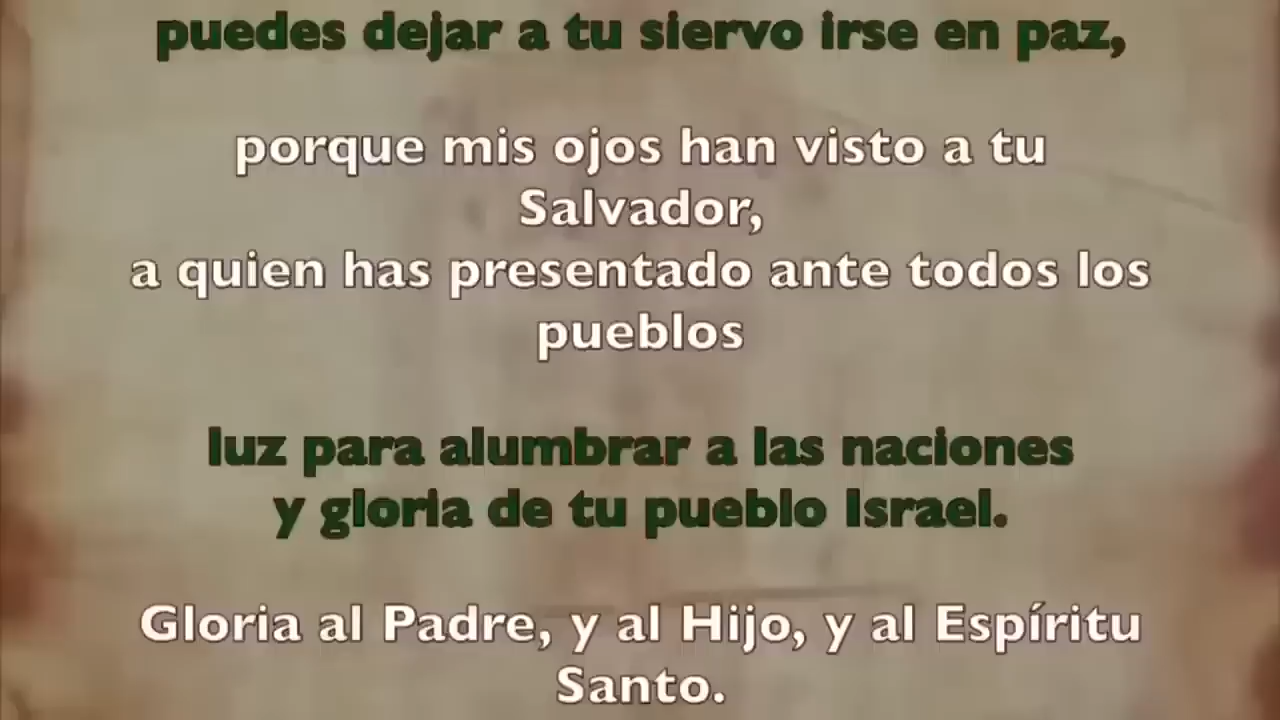 puedes dejar a tu siervo irse en paz,
porque mis ojos han visto a tu
Salvador,
a quien has presentado ante todos los
pueblos
luz para alumbrar a las naciones
y gloria de tu pueblo Israel.
Gloria al Padre, y al Hijo, y al Espíritu
Santo.